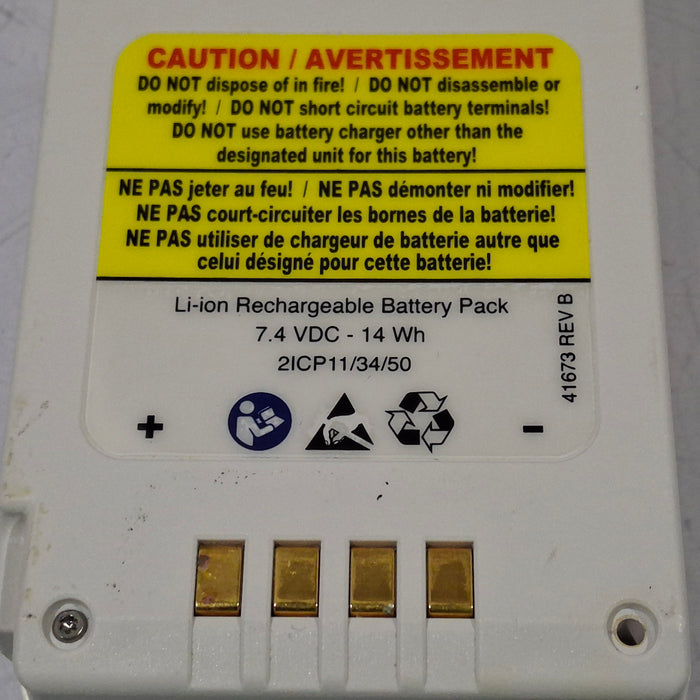 CAUTION / AVERTISSEMENT
DO NOT dispose of in fire! / DO NOT disassemble or
modify! / DO NOT short circuit battery terminals!
DO NOT use battery charger other than the
designated unit for this battery!
NE PAS jeter au feu! / NE PAS démonter ni modifier!
NE PAS court-circuiter les bornes de la batterie!
NE PAS utiliser de chargeur de batterie autre que
celui désigné pour cette batterie!
Li-ion Rechargeable Battery Pack
7.4 VDC - 14 Wh
2ICP11/34/50
41673 REV B
+ -